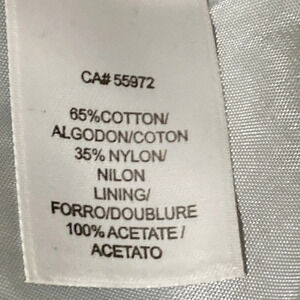 CA# 55972
65%COTTON/
ALGODON/COTON
35% NYLON/
NILON
LINING/
FORRO/DOUBLURE
100% ACETATE/
ACETATO